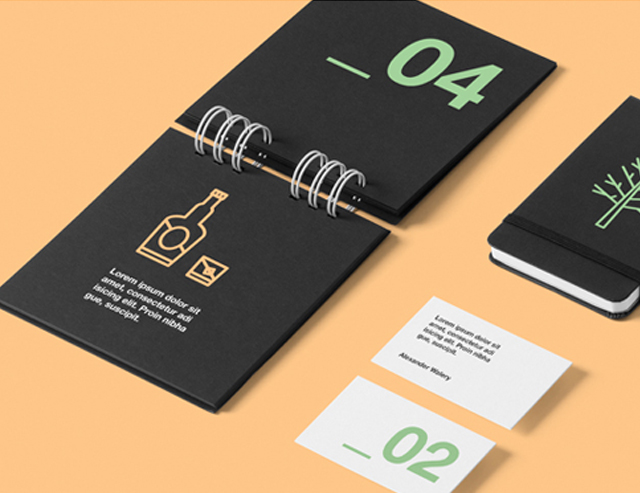 _04
Lorem ipsum dolor sit
amet, consectetur adi
isicing elit. Proin nibha
gue, suscipit.
Lorem ipsum dolor sit
amet, consectetur adi
isicing elit. Proin nibha
gue, suscipit.
Alexander Walery
_02